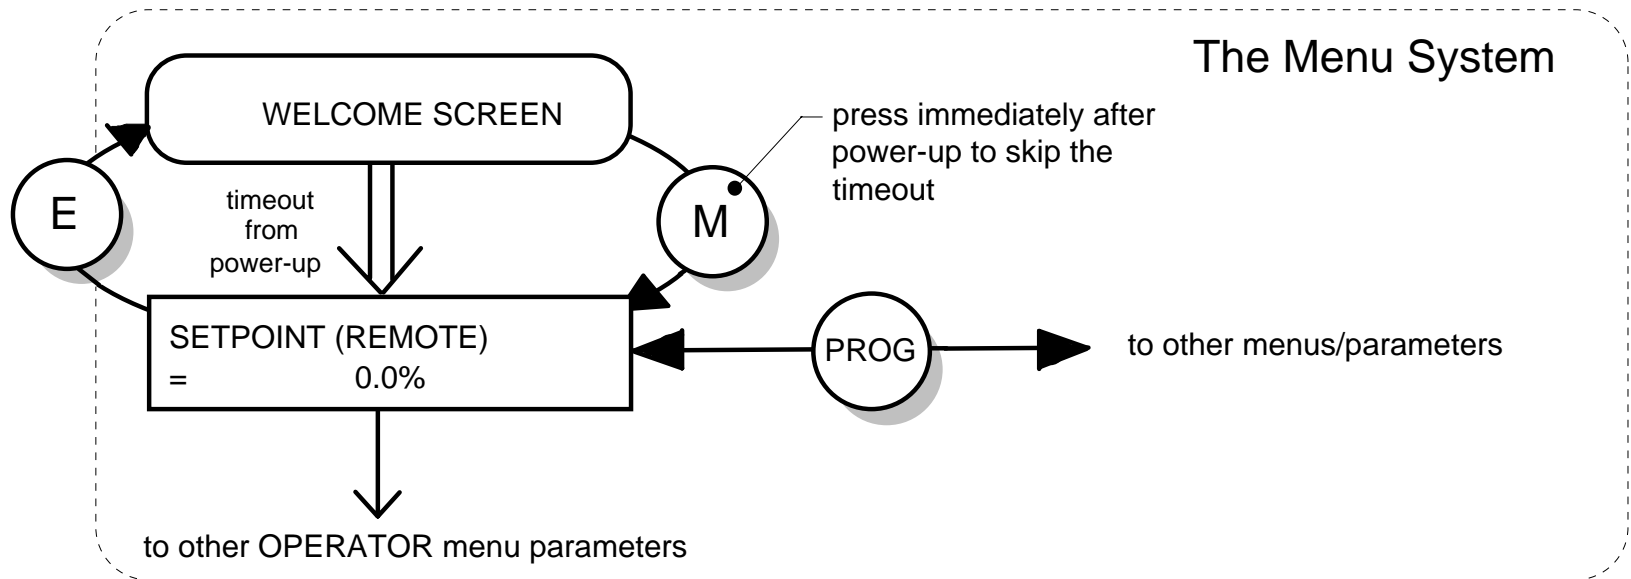 The Menu System
WELCOME SCREEN
press immediately after
power-up to skip the
timeout
E
timeout
from
power-up
M
SETPOINT (REMOTE)
= 0.0%
PROG
to other menus/parameters
to other OPERATOR menu parameters